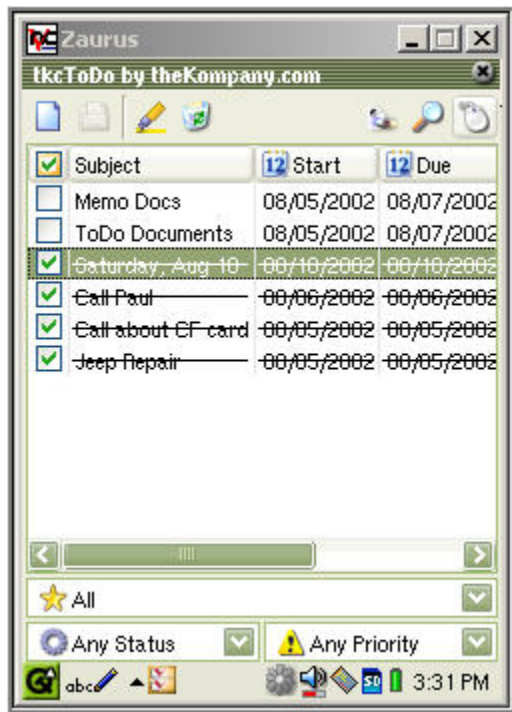 Zaurus
tkcToDo by theKompany.com
Subject 12 Start 12 Due
Memo Docs 08/05/2002 08/07/2002
ToDo Documents 08/05/2002 08/07/2002
Saturday, Aug 10 08/10/2002 08/10/2002
Call Paul 08/06/2002 08/06/2002
Call about CF card 08/05/2002 08/05/2002
Jeep Repair 08/05/2002 08/05/2002
All
Any Status Any Priority
abc SD 3:31 PM